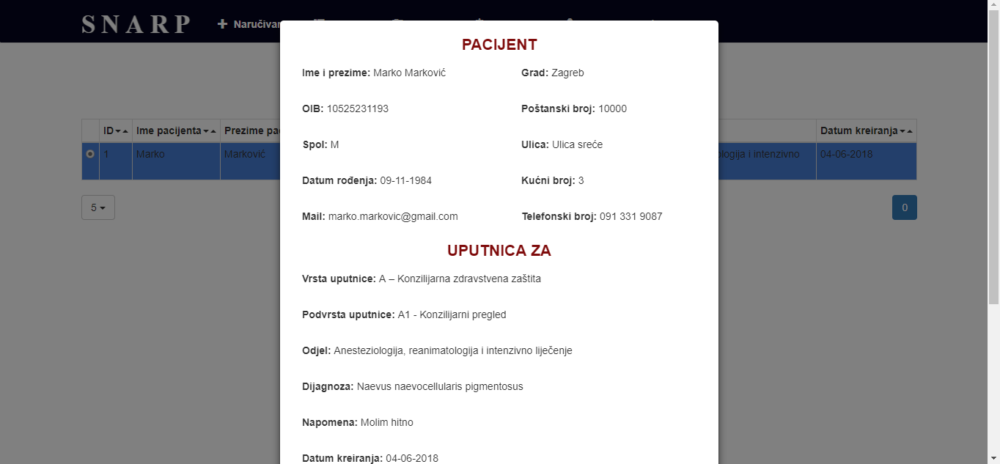 SNARP Naručivan
PACIJENT
Ime i prezime: Marko Marković Grad: Zagreb
OIB: 10525231193 Poštanski broj: 10000
ID Ime pacijenta Prezime Datum kreiranja
Spol: M Ulica: Ulica sreće
1 Marko Marković i intenzivno 04-06-2018
Datum rođenja: 09-11-1984 Kućni broj: 3
5 0
Mail: marko.markovic@gmail.com Telefonski broj: 091 331 9087
UPUTNICA ZA
Vrsta uputnice: A – Konzilijarna zdravstvena zaštita
Podvrsta uputnice: A1 - Konzilijarni pregled
Odjel: Anesteziologija, reanimatologija i intenzivno liječenje
Dijagnoza: Naevus naevocellularis pigmentosus
Napomena: Molim hitno
Datum kreiranja: 04-06-2018